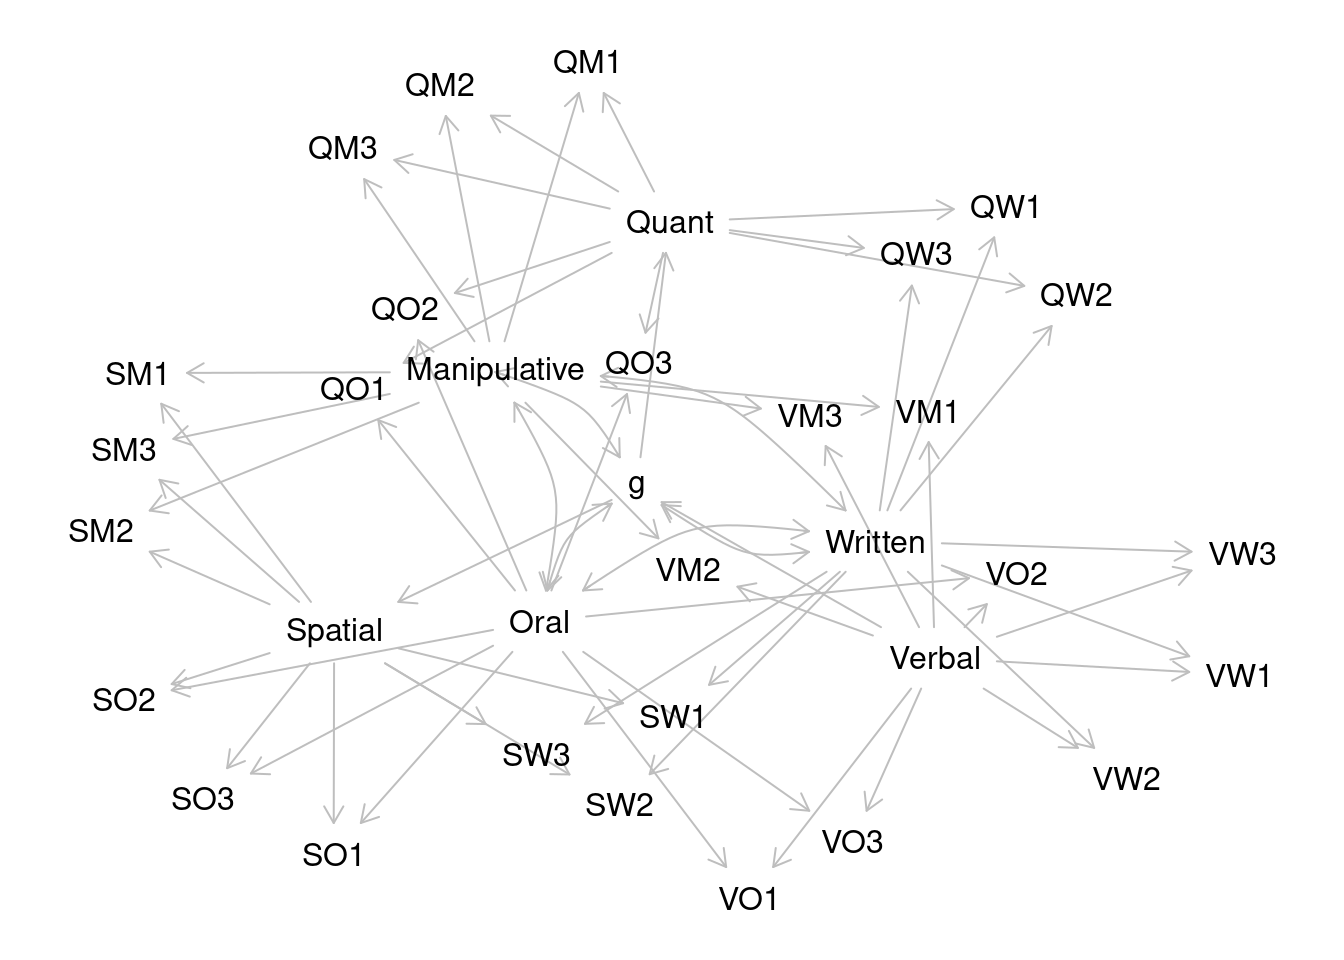 QM1
QM2
QM3
Quant
QW1
QW3
QW2
QO2
QO3
Manipulative
SM1
QO1
VM3
VM1
SM3
g
SM2
Written
VW3
VM2
VO2
Spatial
Oral
Verbal
VW1
SO2
SW1
SW3
VW2
SO3
SW2
VO3
SO1
VO1